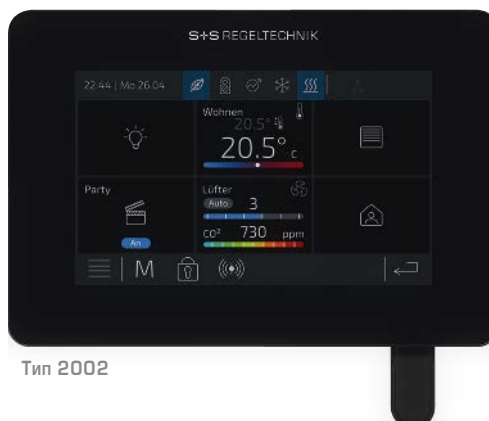 S+S REGELTECHNIK
22:44 | Mo 26.04
Wohnen
20.5°
20.5° c
Party
An
Lüfter
Auto 3
CO² 730 ppm
M
Тип 2002